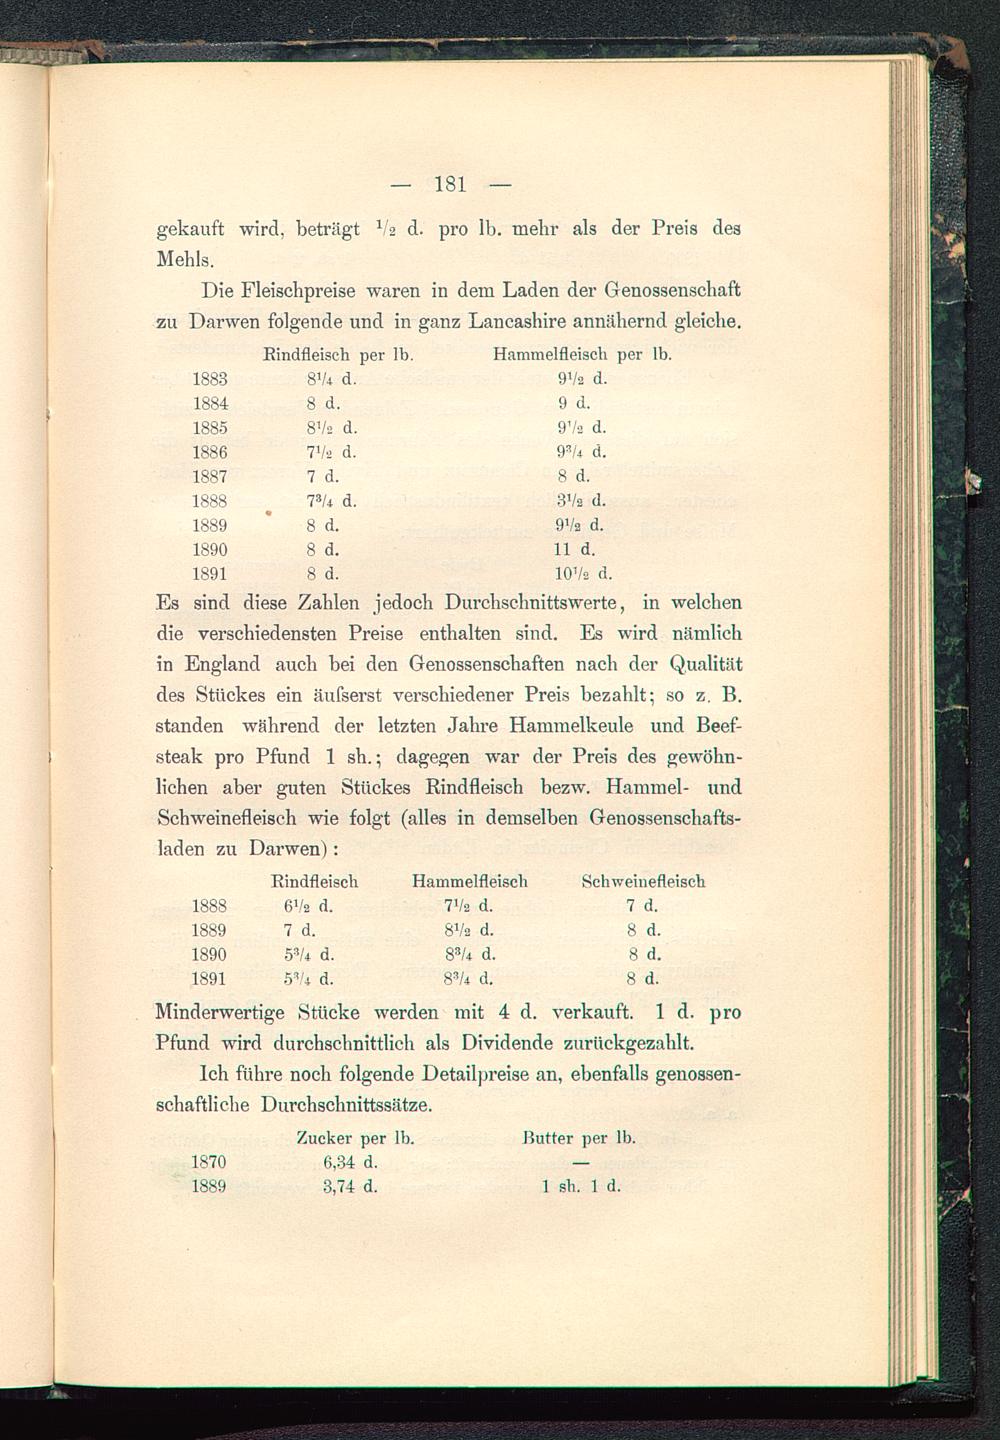 — 181 —
gekauft wird, beträgt ¹/₂ d. pro lb. mehr als der Preis des
Mehls.
Die Fleischpreise waren in dem Laden der Genossenschaft
zu Darwen folgende und in ganz Lancashire annähernd gleiche.
Rindfleisch per lb. Hammelfleisch per lb.
1883 8¹/₄ d. 9¹/₂ d.
1884 8 d. 9 d.
1885 8¹/₂ d. 9¹/₂ d.
1886 7¹/₂ d. 9³/₄ d.
1887 7 d. 8 d.
1888 7³/₄ d. 3¹/₂ d.
1889 8 d. 9¹/₂ d.
1890 8 d. 11 d.
1891 8 d. 10¹/₂ d.
Es sind diese Zahlen jedoch Durchschnittswerte, in welchen
die verschiedensten Preise enthalten sind. Es wird nämlich
in England auch bei den Genossenschaften nach der Qualität
des Stückes ein äuſserst verschiedener Preis bezahlt; so z. B.
standen während der letzten Jahre Hammelkeule und Beef-
steak pro Pfund 1 sh.; dagegen war der Preis des gewöhn-
lichen aber guten Stückes Rindfleisch bezw. Hammel- und
Schweinefleisch wie folgt (alles in demselben Genossenschafts-
laden zu Darwen):
Rindfleisch Hammelfleisch Schweinefleisch
1888 6¹/₂ d. 7¹/₂ d. 7 d.
1889 7 d. 8¹/₂ d. 8 d.
1890 5³/₄ d. 8³/₄ d. 8 d.
1891 5³/₄ d. 8³/₄ d. 8 d.
Minderwertige Stücke werden mit 4 d. verkauft. 1 d. pro
Pfund wird durchschnittlich als Dividende zurückgezahlt.
Ich führe noch folgende Detailpreise an, ebenfalls genossen-
schaftliche Durchschnittssätze.
Zucker per lb. Butter per lb.
1870 6,34 d. —
1889 3,74 d. 1 sh. 1 d.